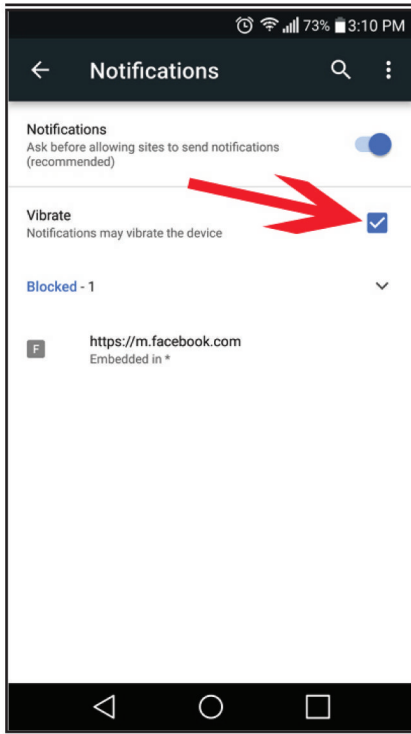 73% 3:10 PM
Notifications
Notifications
Ask before allowing sites to send notifications
(recommended)
Vibrate
Notifications may vibrate the device
Blocked - 1
F
https://m.facebook.com
Embedded in *